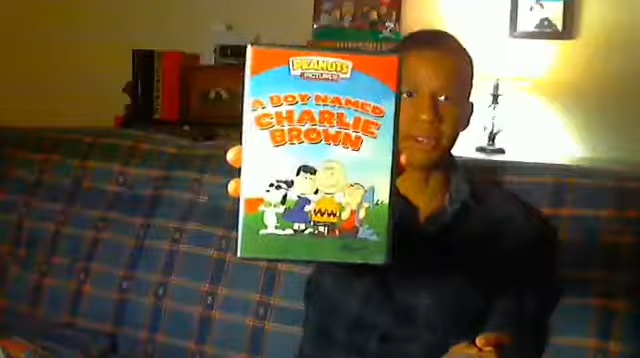 PEANUTS
PICTURES
A BOY NAMED
CHARLIE
BROWN